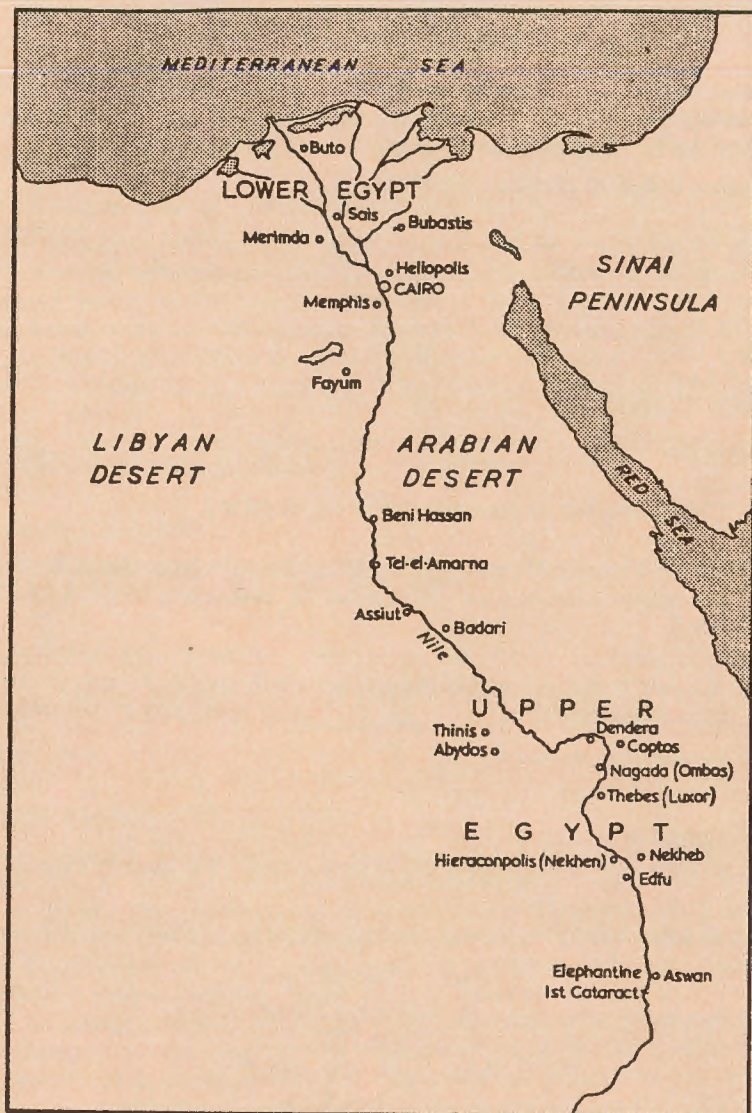 MEDITERRANEAN SEA
Buto
LOWER EGYPT
Sais
Bubastis
Merimda
Heliopolis
CAIRO
Memphis
SINAI
PENINSULA
Fayum
LIBYAN
DESERT
ARABIAN
DESERT
RED SEA
Beni Hassan
Tel-el-Amarna
Assiut
Badari
Nile
UPPER
Thinis
Dendera
Abydos
Coptos
Nagada (Ombos)
Thebes (Luxor)
EGYPT
Hieraconpolis (Nekhen)
Nekheb
Edfu
Elephantine
Aswan
1st Cataract